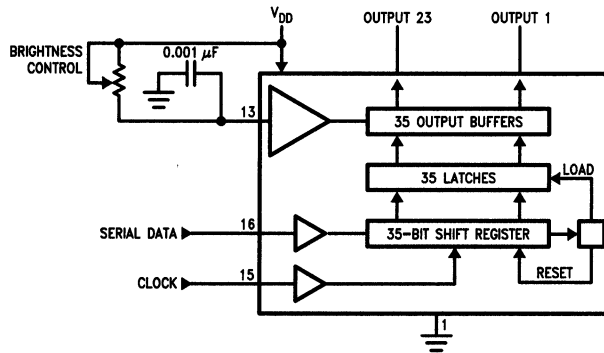 V_DD
OUTPUT 23
OUTPUT 1
BRIGHTNESS
CONTROL
0.001 μF
13
35 OUTPUT BUFFERS
35 LATCHES
LOAD
SERIAL DATA
16
35-BIT SHIFT REGISTER
CLOCK
15
RESET
1